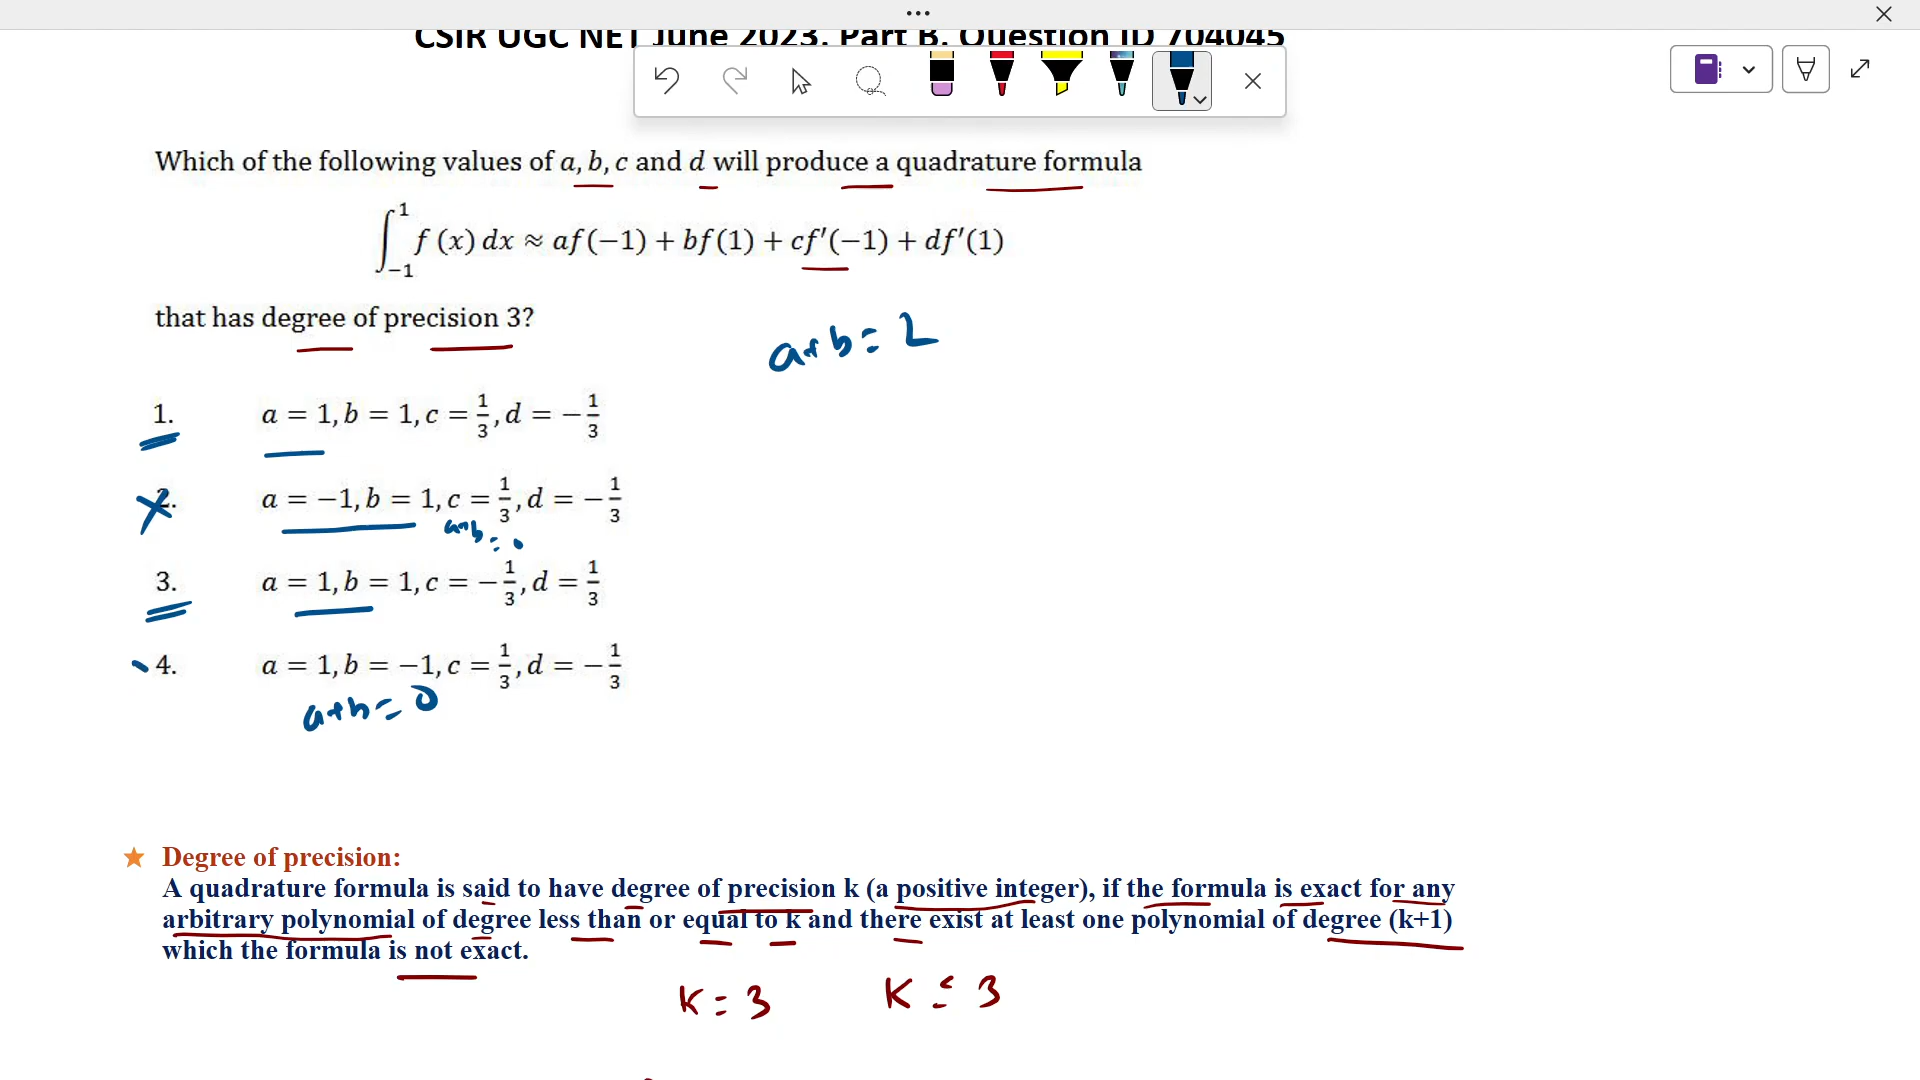 CSIR UGC NET June 2023, Part B, Question ID 704045
Which of the following values of a, b, c and d will produce a quadrature formula
∫₋₁¹ f (x) dx ≈ af(−1) + bf(1) + cf′(−1) + df′(1)
that has degree of precision 3?
a+b = 2
1. a = 1, b = 1, c = 1/3, d = −1/3
2. a = −1, b = 1, c = 1/3, d = −1/3
a+b = 0
3. a = 1, b = 1, c = −1/3, d = 1/3
4. a = 1, b = −1, c = 1/3, d = −1/3
a+b = 0
★ Degree of precision:
A quadrature formula is said to have degree of precision k (a positive integer), if the formula is exact for any
arbitrary polynomial of degree less than or equal to k and there exist at least one polynomial of degree (k+1)
which the formula is not exact.
K = 3 K ≤ 3